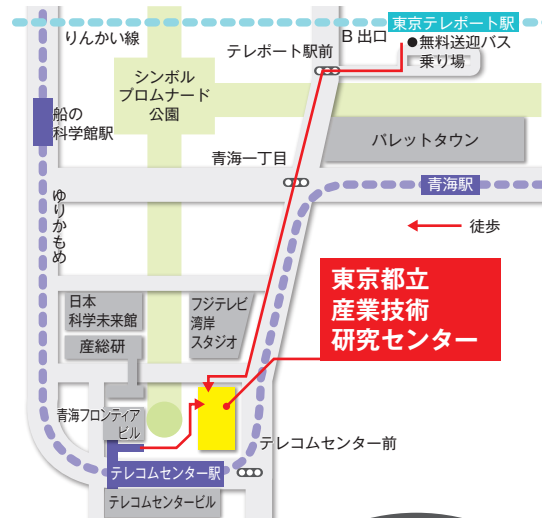 東京テレポート駅
りんかい線
B 出口
テレポート駅前
●無料送迎バス
乗り場
シンボル
プロムナード
公園
船の
科学館駅
パレットタウン
青海一丁目
青海駅
ゆりかもめ
徒歩
東京都立
産業技術
研究センター
日本
科学未来館
フジテレビ
湾岸
スタジオ
産総研
青海フロンティア
ビル
テレコムセンター前
テレコムセンター駅
テレコムセンタービル